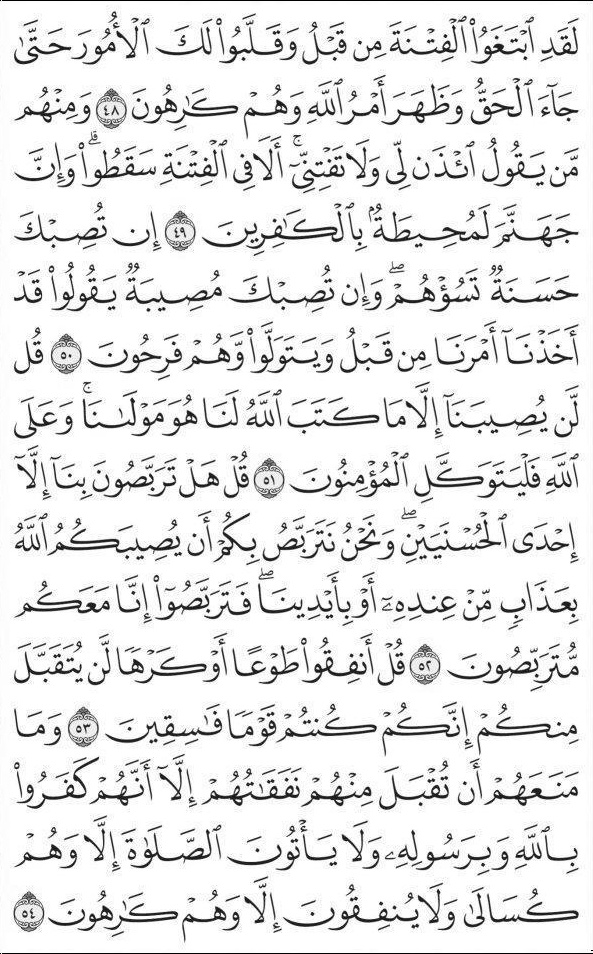 لَقَدِ ٱبْتَغَوُا۟ ٱلْفِتْنَةَ مِن قَبْلُ وَقَلَّبُوا۟ لَكَ ٱلْأُمُورَ حَتَّىٰ
جَآءَ ٱلْحَقُّ وَظَهَرَ أَمْرُ ٱللَّهِ وَهُمْ كَـٰرِهُونَ ٤٨ وَمِنْهُم
مَّن يَقُولُ ٱئْذَن لِّى وَلَا تَفْتِنِّىٓ ۚ أَلَا فِى ٱلْفِتْنَةِ سَقَطُوا۟ ۗ وَإِنَّ
جَهَنَّمَ لَمُحِيطَةٌۢ بِٱلْكَـٰفِرِينَ ٤٩ إِن تُصِبْكَ
حَسَنَةٌ تَسُؤْهُمْ ۖ وَإِن تُصِبْكَ مُصِيبَةٌ يَقُولُوا۟ قَدْ
أَخَذْنَآ أَمْرَنَا مِن قَبْلُ وَيَتَوَلَّوا۟ وَّهُمْ فَرِحُونَ ٥٠ قُل
لَّن يُصِيبَنَآ إِلَّا مَا كَتَبَ ٱللَّهُ لَنَا هُوَ مَوْلَىٰنَا ۚ وَعَلَى
ٱللَّهِ فَلْيَتَوَكَّلِ ٱلْمُؤْمِنُونَ ٥١ قُلْ هَلْ تَرَبَّصُونَ بِنَآ إِلَّآ
إِحْدَى ٱلْحُسْنَيَيْنِ ۖ وَنَحْنُ نَتَرَبَّصُ بِكُمْ أَن يُصِيبَكُمُ ٱللَّهُ
بِعَذَابٍ مِّنْ عِندِهِۦٓ أَوْ بِأَيْدِينَا ۖ فَتَرَبَّصُوٓا۟ إِنَّا مَعَكُم
مُّتَرَبِّصُونَ ٥٢ قُلْ أَنفِقُوا۟ طَوْعًا أَوْ كَرْهًا لَّن يُتَقَبَّلَ
مِنكُمْ ۖ إِنَّكُمْ كُنتُمْ قَوْمًا فَـٰسِقِينَ ٥٣ وَمَا
مَنَعَهُمْ أَن تُقْبَلَ مِنْهُمْ نَفَقَـٰتُهُمْ إِلَّآ أَنَّهُمْ كَفَرُوا۟
بِٱللَّهِ وَبِرَسُولِهِۦ وَلَا يَأْتُونَ ٱلصَّلَوٰةَ إِلَّا وَهُمْ
كُسَالَىٰ وَلَا يُنفِقُونَ إِلَّا وَهُمْ كَـٰرِهُونَ ٥٤